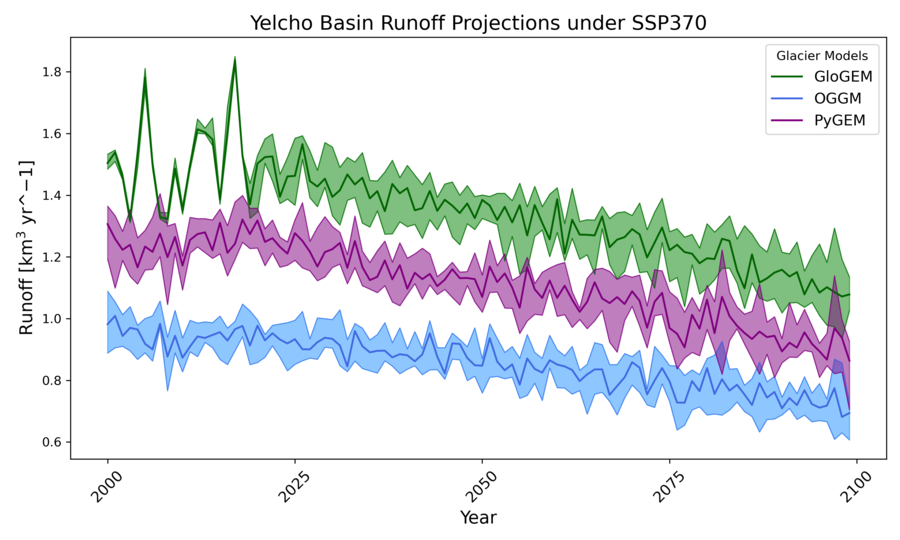 Yelcho Basin Runoff Projections under SSP370
Glacier Models
GloGEM
OGGM
PyGEM
Runoff [km³ yr^−1]
1.8
1.6
1.4
1.2
1.0
0.8
0.6
2000
2025
2050
2075
2100
Year